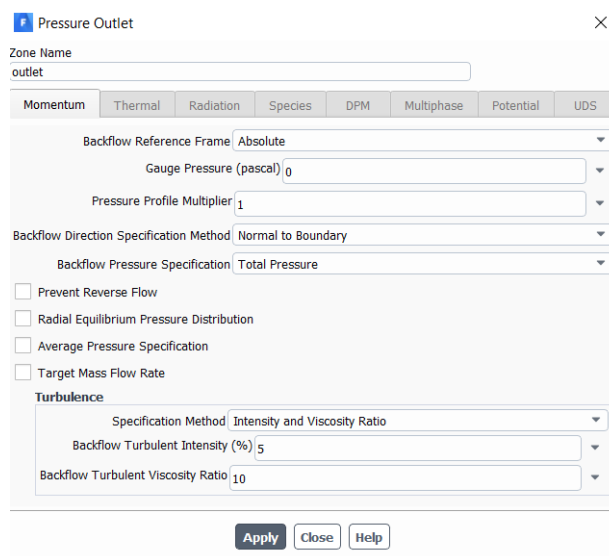 F Pressure Outlet
Zone Name
outlet
Momentum Thermal Radiation Species DPM Multiphase Potential UDS
Backflow Reference Frame Absolute
Gauge Pressure (pascal) 0
Pressure Profile Multiplier 1
Backflow Direction Specification Method Normal to Boundary
Backflow Pressure Specification Total Pressure
Prevent Reverse Flow
Radial Equilibrium Pressure Distribution
Average Pressure Specification
Target Mass Flow Rate
Turbulence
Specification Method Intensity and Viscosity Ratio
Backflow Turbulent Intensity (%) 5
Backflow Turbulent Viscosity Ratio 10
Apply Close Help